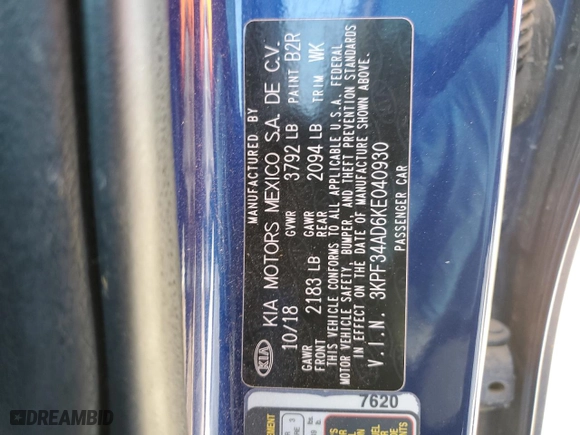 MANUFACTURED BY
KIA KIA MOTORS MEXICO S.A. DE C.V.
10/18 GVWR 3792 LB PAINT B2R
GAWR FRONT 2183 LB GAWR REAR 2094 LB TRIM WK
THIS VEHICLE CONFORMS TO ALL APPLICABLE U.S.A. FEDERAL
MOTOR VEHICLE SAFETY, BUMPER, AND THEFT PREVENTION STANDARDS
IN EFFECT ON THE DATE OF MANUFACTURE SHOWN ABOVE.
V.I.N. 3KPF34AD6KE040930
PASSENGER CAR
7620
DREAMBID